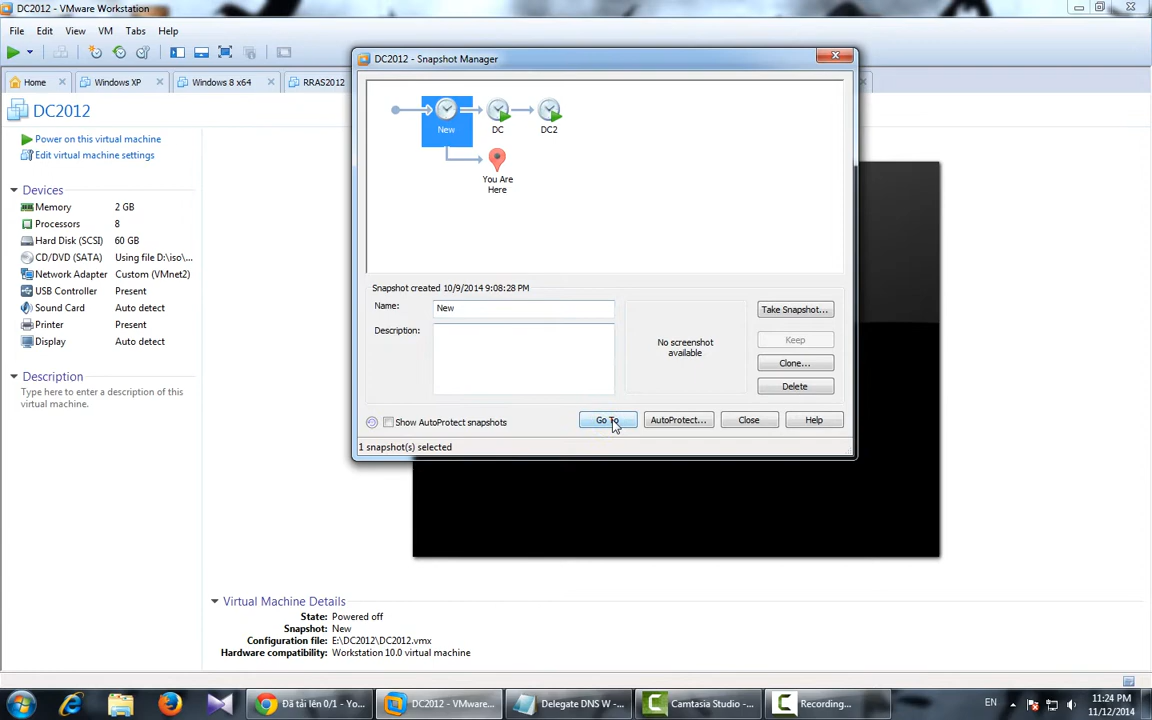 DC2012 - VMware Workstation
File Edit View VM Tabs Help
Home Windows XP Windows 8 x64 RRAS2012
DC2012
Power on this virtual machine
Edit virtual machine settings
Devices
Memory 2 GB
Processors 8
Hard Disk (SCSI) 60 GB
CD/DVD (SATA) Using file D:\iso\...
Network Adapter Custom (VMnet2)
USB Controller Present
Sound Card Auto detect
Printer Present
Display Auto detect
Description
Type here to enter a description of this
virtual machine.
DC2012 - Snapshot Manager
New DC DC2
You Are
Here
Snapshot created 10/9/2014 9:08:28 PM
Name: New
Description:
No screenshot
available
Take Snapshot...
Keep
Clone...
Delete
Show AutoProtect snapshots
Go To AutoProtect... Close Help
1 snapshot(s) selected
Virtual Machine Details
State: Powered off
Snapshot: New
Configuration file: E:\DC2012\DC2012.vmx
Hardware compatibility: Workstation 10.0 virtual machine
Đã tải lên 0/1 - Yo... DC2012 - VMware... Delegate DNS W -... Camtasia Studio -... Recording... EN
11:24 PM
11/12/2014